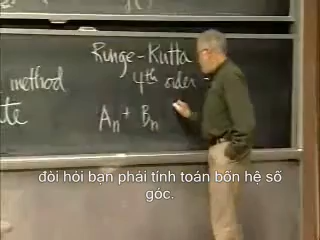 Runge-Kutta
4th order
method
te
An + Bn
đòi hỏi bạn phải tính toán bốn hệ số
góc.